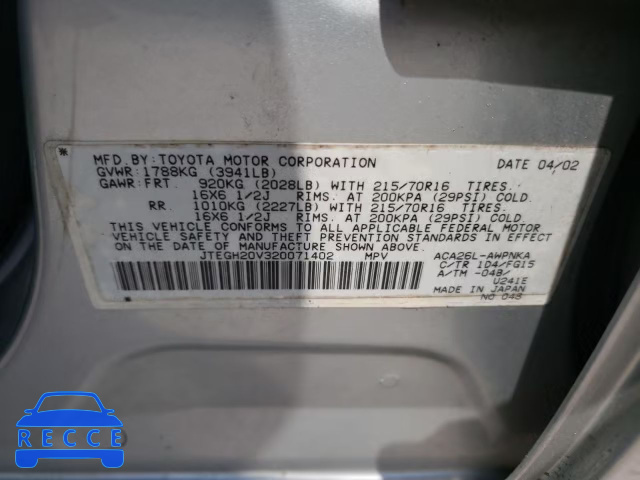 MFD. BY: TOYOTA MOTOR CORPORATION DATE 04/02
GVWR: 1788KG (3941LB)
GAWR: FRT. 920KG (2028LB) WITH 215/70R16 TIRES.
16X6 1/2J RIMS. AT 200KPA (29PSI) COLD.
RR. 1010KG (2227LB) WITH 215/70R16 TIRES.
16X6 1/2J RIMS. AT 200KPA (29PSI) COLD.
THIS VEHICLE CONFORMS TO ALL APPLICABLE FEDERAL MOTOR
VEHICLE SAFETY AND THEFT PREVENTION STANDARDS IN EFFECT
ON THE DATE OF MANUFACTURE SHOWN ABOVE.
JTEGH20V320071402 MPV ACA26L-AWPNKA
C/TR 104/FG15
A/TM -04B/
U241E
MADE IN JAPAN
NO 048
DE
RECCE